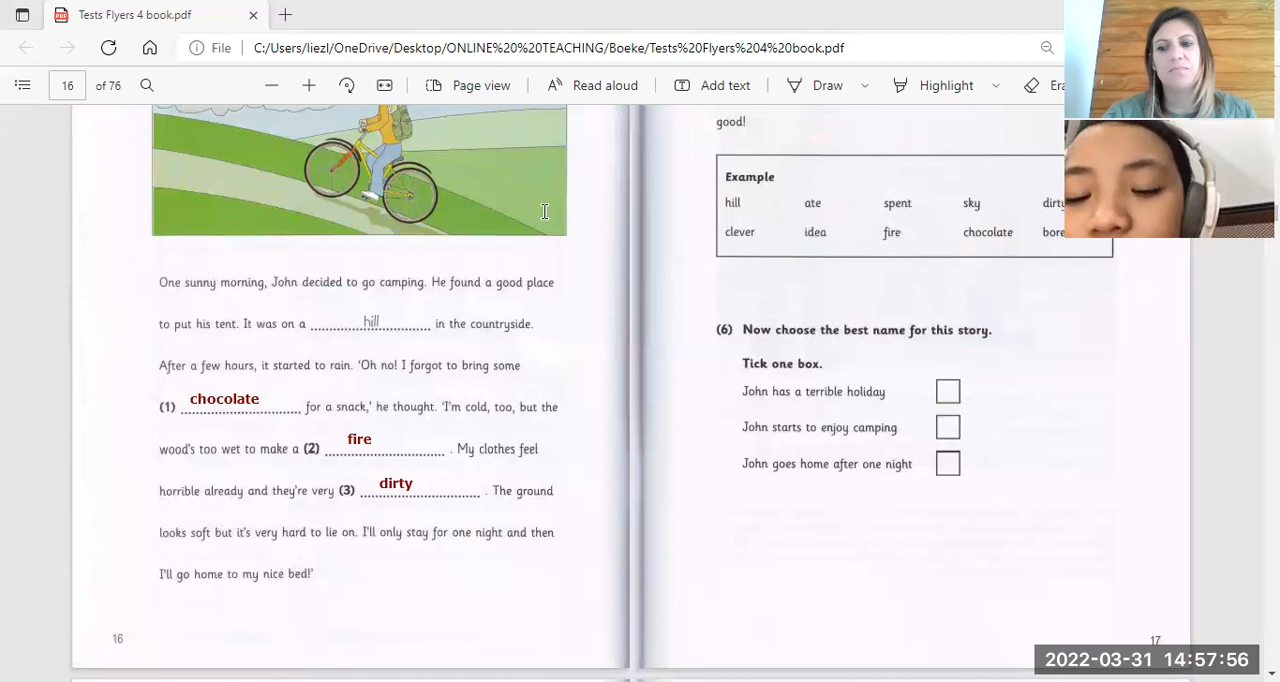 Tests Flyers 4 book.pdf
File C:/Users/liezl/OneDrive/Desktop/ONLINE%20%20TEACHING/Boeke/Tests%20Flyers%204%20book.pdf
16 of 76 Page view Read aloud Add text Draw Highlight
One sunny morning, John decided to go camping. He found a good place
to put his tent. It was on a hill in the countryside.
After a few hours, it started to rain. 'Oh no! I forgot to bring some
(1) chocolate for a snack,' he thought. 'I'm cold, too, but the
wood's too wet to make a (2) fire . My clothes feel
horrible already and they're very (3) dirty . The ground
looks soft but it's very hard to lie on. I'll only stay for one night and then
I'll go home to my nice bed!'
16
good!
Example
hill ate spent sky dirty
clever idea fire chocolate
(6) Now choose the best name for this story.
Tick one box.
John has a terrible holiday
John starts to enjoy camping
John goes home after one night
17
2022-03-31 14:57:56